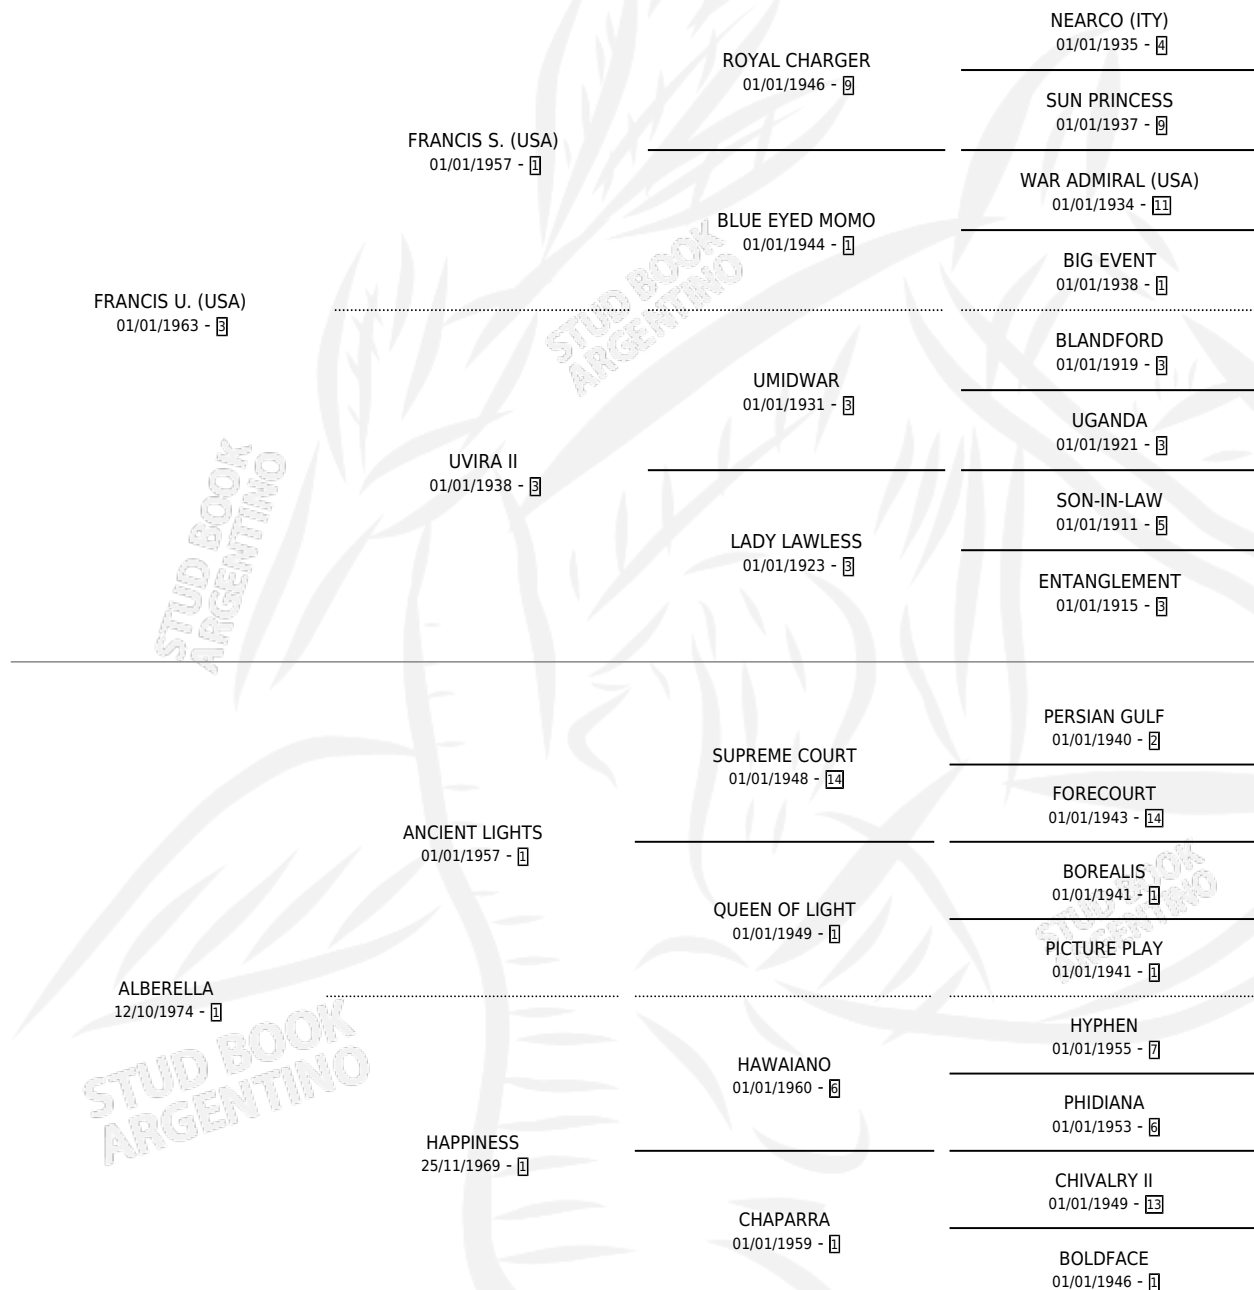 NEARCO (ITY)
01/01/1935 - 4
ROYAL CHARGER
01/01/1946 - 9
SUN PRINCESS
01/01/1937 - 9
FRANCIS S. (USA)
01/01/1957 - 1
WAR ADMIRAL (USA)
01/01/1934 - 11
BLUE EYED MOMO
01/01/1944 - 1
BIG EVENT
01/01/1938 - 1
FRANCIS U. (USA)
01/01/1963 - 3
BLANDFORD
01/01/1919 - 3
UMIDWAR
01/01/1931 - 3
UGANDA
01/01/1921 - 3
UVIRA II
01/01/1938 - 3
SON-IN-LAW
01/01/1911 - 5
LADY LAWLESS
01/01/1923 - 3
ENTANGLEMENT
01/01/1915 - 3
PERSIAN GULF
01/01/1940 - 2
SUPREME COURT
01/01/1948 - 14
FORECOURT
01/01/1943 - 14
ANCIENT LIGHTS
01/01/1957 - 1
BOREALIS
01/01/1941 - 1
QUEEN OF LIGHT
01/01/1949 - 1
PICTURE PLAY
01/01/1941 - 1
ALBERELLA
12/10/1974 - 1
HYPHEN
01/01/1955 - 7
HAWAIANO
01/01/1960 - 6
PHIDIANA
01/01/1953 - 6
HAPPINESS
25/11/1969 - 1
CHIVALRY II
01/01/1949 - 13
CHAPARRA
01/01/1959 - 1
BOLDFACE
01/01/1946 - 1
STUD BOOK
ARGENTINO
STUD BOOK
ARGENTINO
STUD BOOK
ARGENTINO
STUD BOOK
ARGENTINO